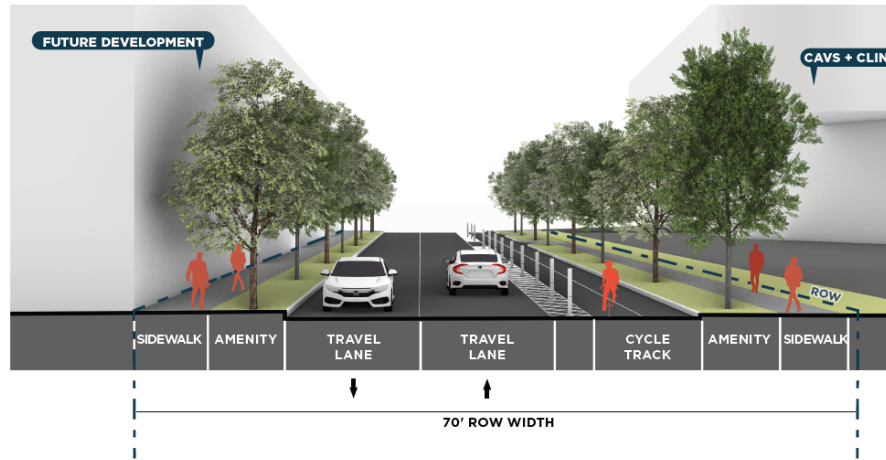 FUTURE DEVELOPMENT
CAVS + CLIN
ROW
SIDEWALK
AMENITY
TRAVEL
LANE
TRAVEL
LANE
CYCLE
TRACK
AMENITY
SIDEWALK
70' ROW WIDTH